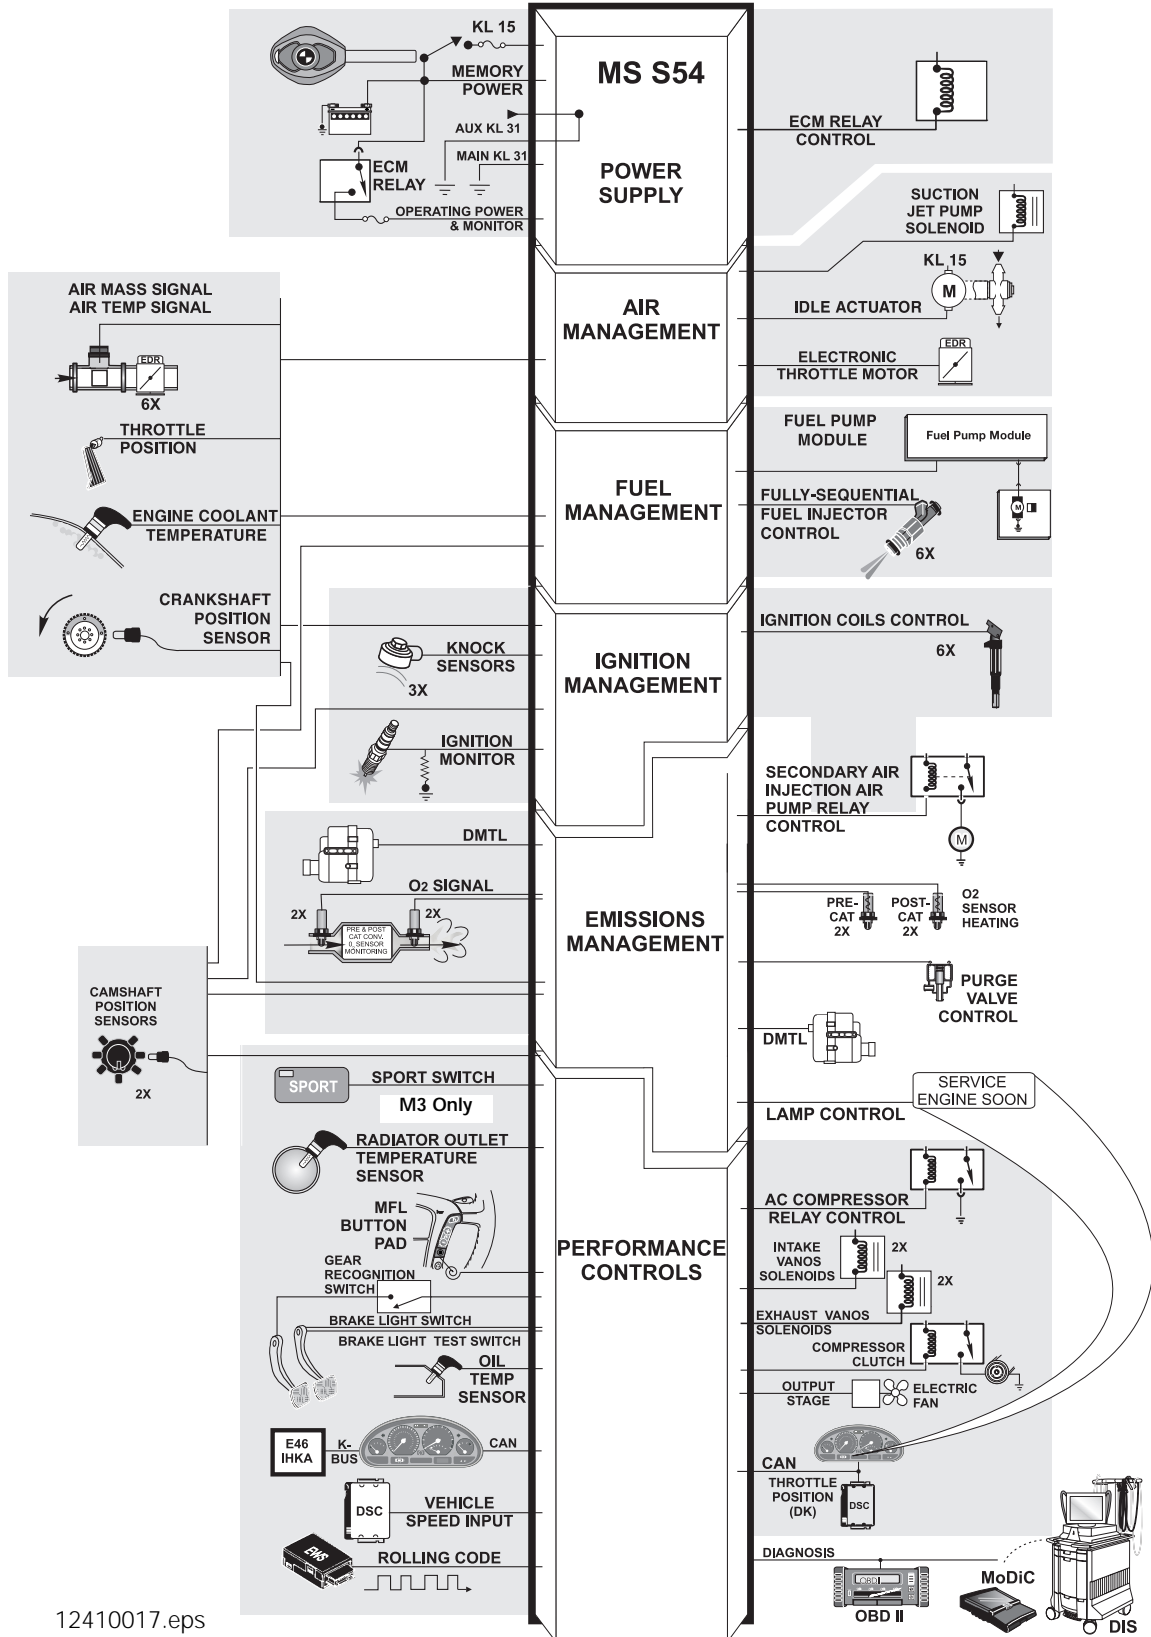 KL 15
MEMORY
POWER
AUX KL 31
MAIN KL 31
ECM
RELAY
OPERATING POWER
& MONITOR
MS S54
POWER
SUPPLY
ECM RELAY
CONTROL
SUCTION
JET PUMP
SOLENOID
KL 15
M
IDLE ACTUATOR
EDR
ELECTRONIC
THROTTLE MOTOR
AIR
MANAGEMENT
AIR MASS SIGNAL
AIR TEMP SIGNAL
EDR
6X
THROTTLE
POSITION
ENGINE COOLANT
TEMPERATURE
CRANKSHAFT
POSITION
SENSOR
FUEL
MANAGEMENT
FUEL PUMP
MODULE
Fuel Pump Module
M
FULLY-SEQUENTIAL
FUEL INJECTOR
CONTROL
6X
KNOCK
SENSORS
3X
IGNITION
MONITOR
IGNITION
MANAGEMENT
IGNITION COILS CONTROL
6X
SECONDARY AIR
INJECTION AIR
PUMP RELAY
CONTROL
M
DMTL
O2 SIGNAL
2X
2X
PRE & POST
CAT CONV.
0_SENSOR
MONITORING
EMISSIONS
MANAGEMENT
PRE-
CAT
2X
POST-
CAT
2X
O2
SENSOR
HEATING
PURGE
VALVE
CONTROL
DMTL
SERVICE
ENGINE SOON
LAMP CONTROL
CAMSHAFT
POSITION
SENSORS
2X
SPORT
SPORT SWITCH
M3 Only
RADIATOR OUTLET
TEMPERATURE
SENSOR
MFL
BUTTON
PAD
GEAR
RECOGNITION
SWITCH
BRAKE LIGHT SWITCH
BRAKE LIGHT TEST SWITCH
OIL
TEMP
SENSOR
E46
IHKA
K-
BUS
CAN
DSC
VEHICLE
SPEED INPUT
EWS
ROLLING CODE
PERFORMANCE
CONTROLS
AC COMPRESSOR
RELAY CONTROL
INTAKE
VANOS
SOLENOIDS
2X
2X
EXHAUST VANOS
SOLENOIDS
COMPRESSOR
CLUTCH
OUTPUT
STAGE
ELECTRIC
FAN
CAN
THROTTLE
POSITION
(DK)
DSC
DIAGNOSIS
OBD II
OBD II
MoDiC
DIS
12410017.eps